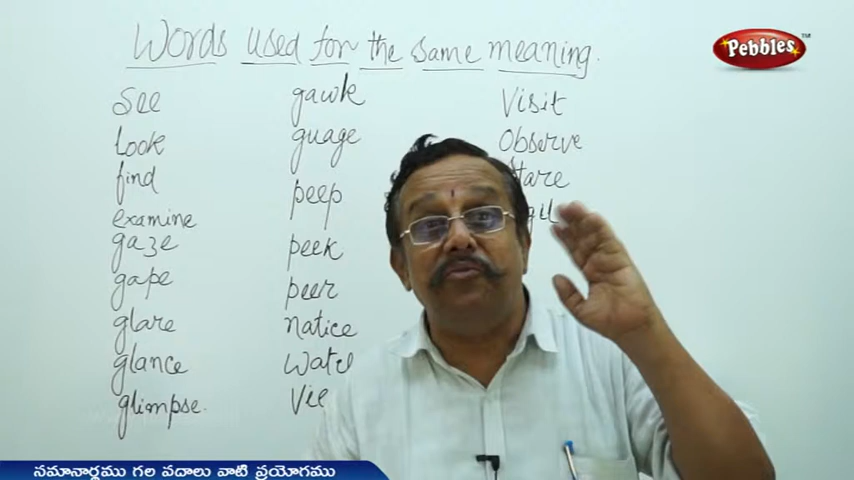 Words used for the same meaning.
See
look
find
examine
gaze
gape
glare
glance
glimpse.
gawk
guage
peep
peek
peer
natice
Visit
Observe
Pebbles TM
సమానార్థము గల పదాలు వాటి ప్రయోగము